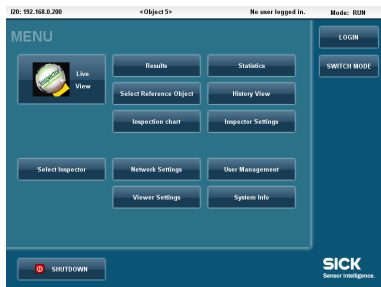 I20: 192.168.0.200 <Object 5> No user logged in. Mode: RUN
MENU
LOGIN
SWITCH MODE
Live
View
Results
Statistics
Select Reference Object
History View
Inspection chart
Inspector Settings
Select Inspector
Network Settings
User Management
Viewer Settings
System Info
SHUTDOWN
SICK
Sensor Intelligence.